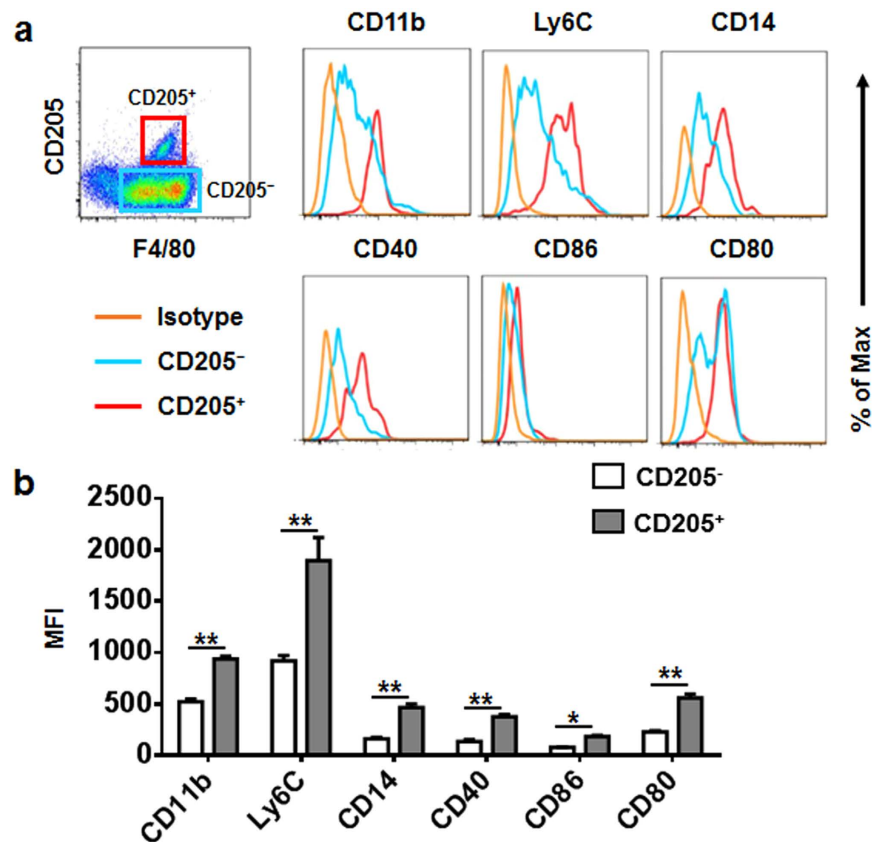 a
CD11b Ly6C CD14
CD205
CD205⁺
CD205⁻
F4/80
CD40 CD86 CD80
Isotype
CD205⁻
CD205⁺
% of Max
b
CD205-
CD205⁺
MFI
2500
2000
1500
1000
500
0
** ** ** ** * **
CD11b Ly6C CD14 CD40 CD86 CD80